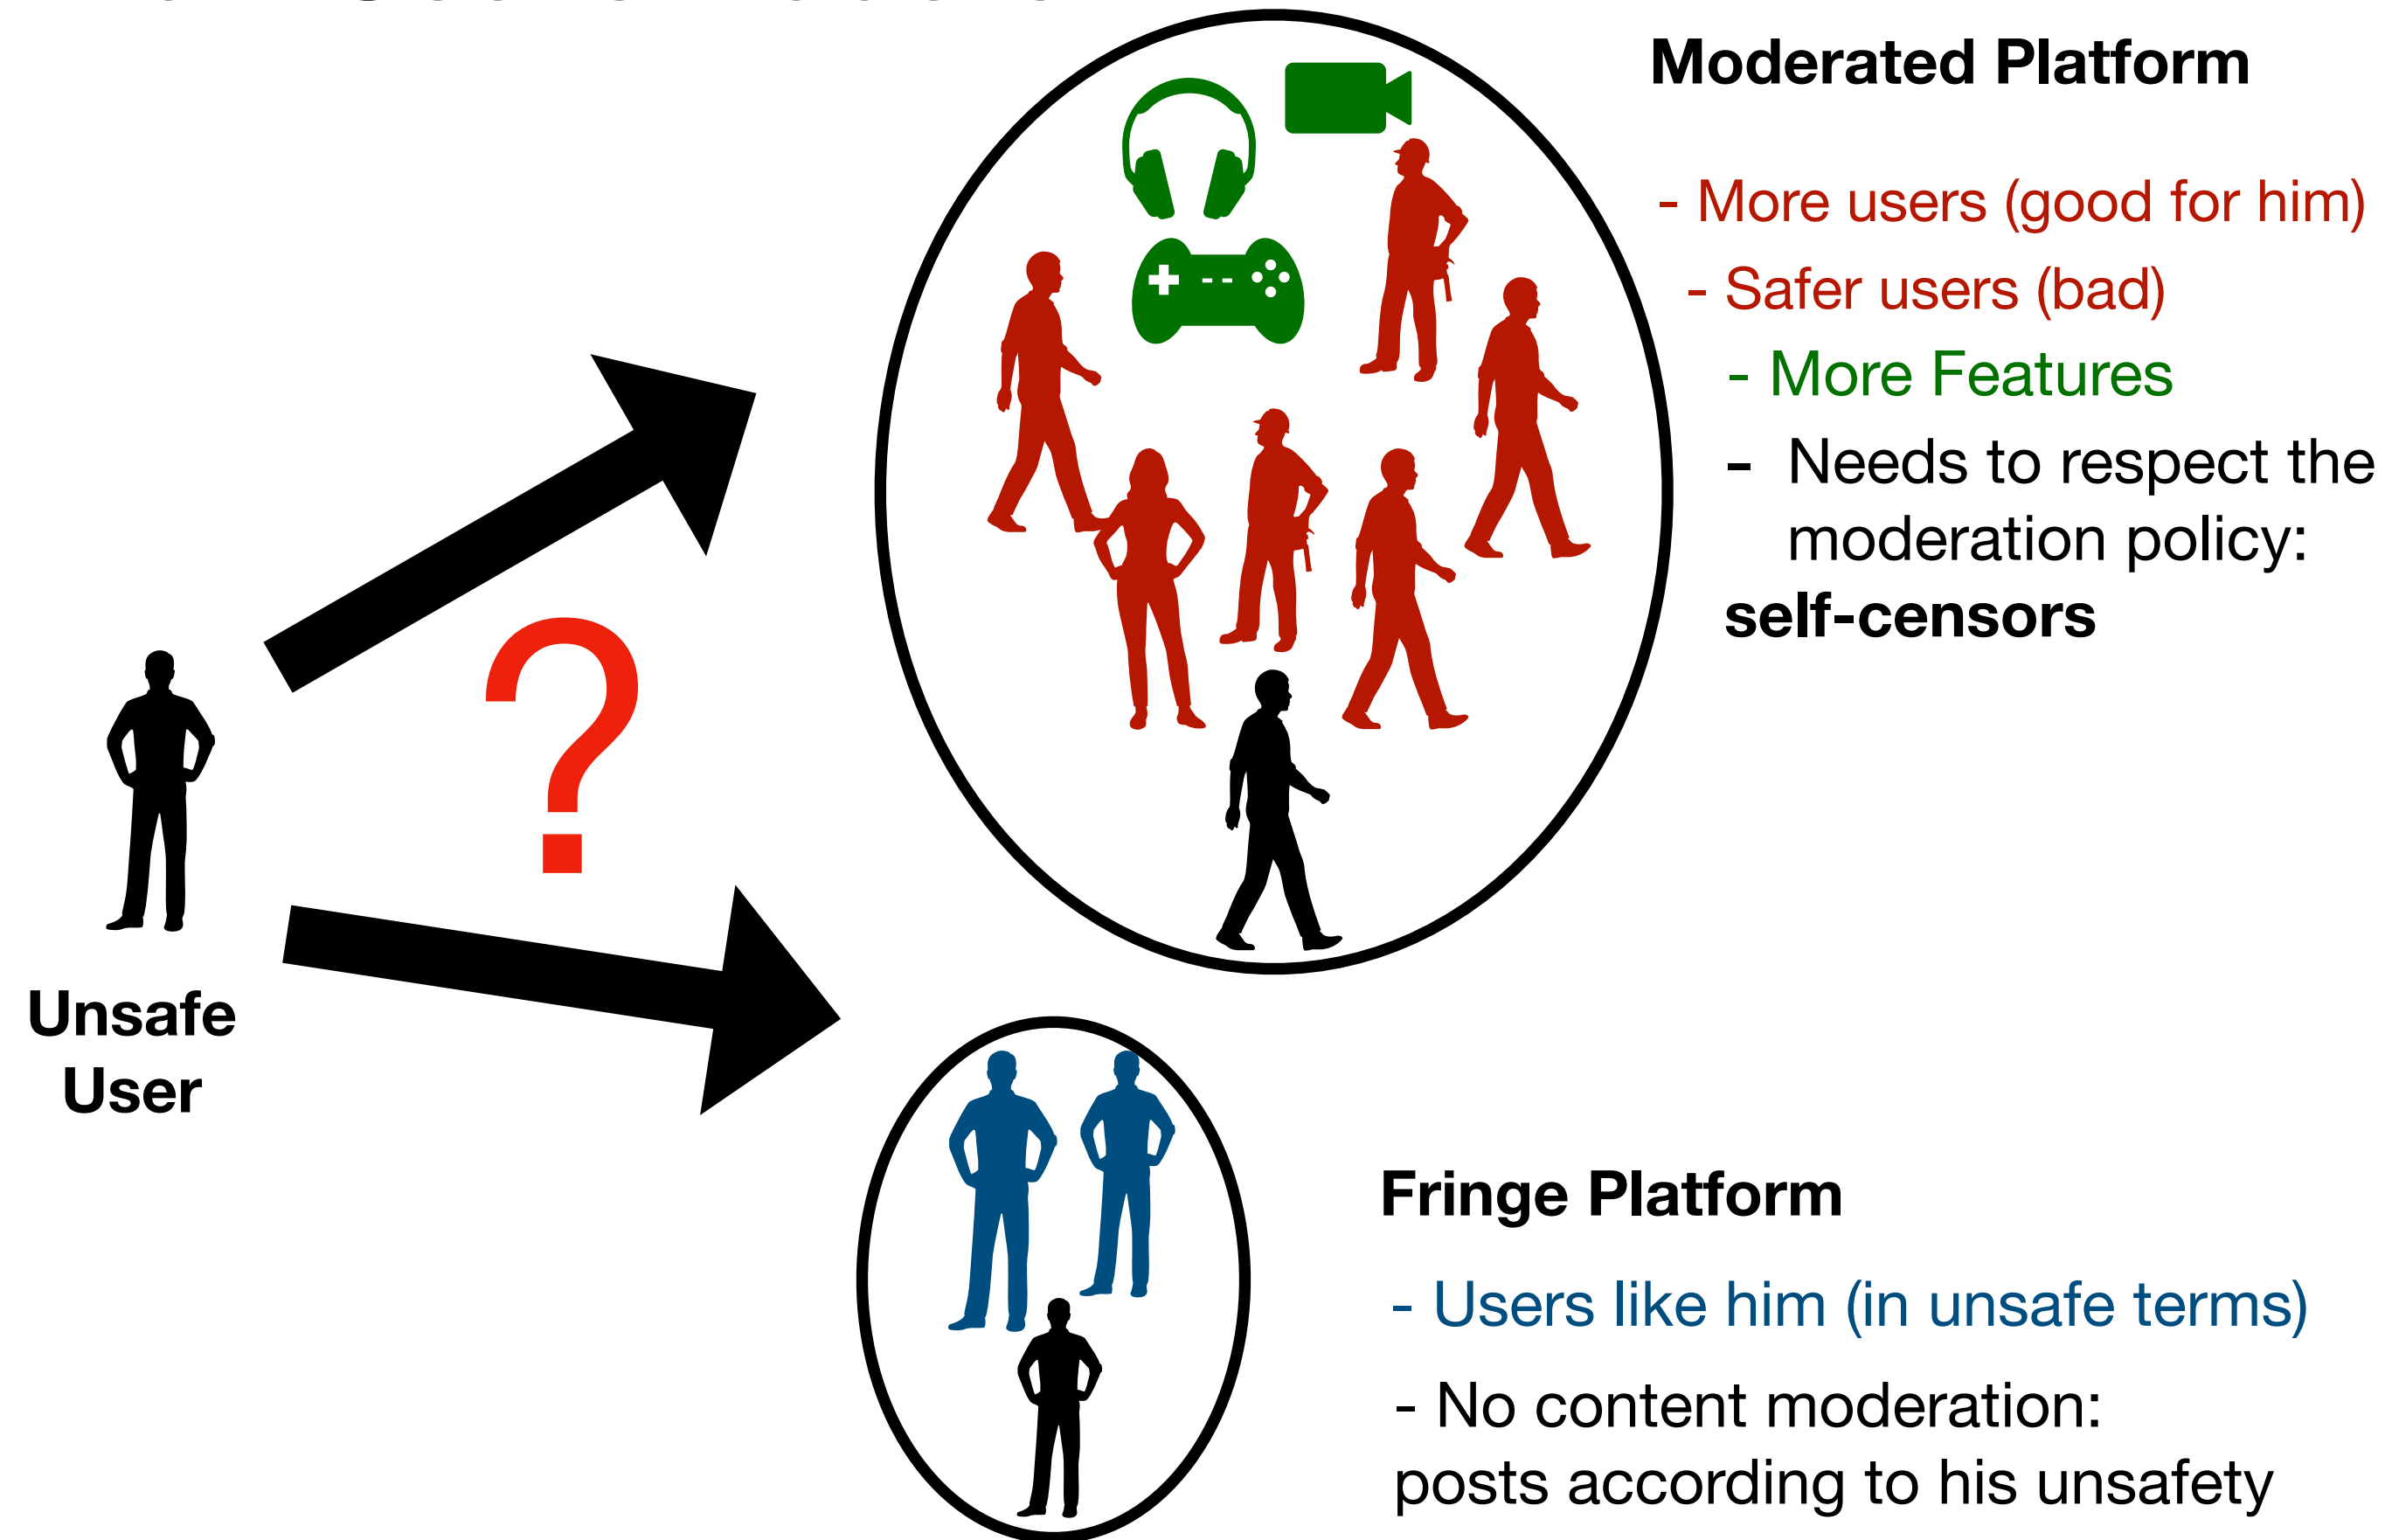 Moderated Platform
- More users (good for him)
- Safer users (bad)
- More Features
- Needs to respect the
moderation policy:
self-censors
?
Unsafe
User
Fringe Platform
- Users like him (in unsafe terms)
- No content moderation:
posts according to his unsafety